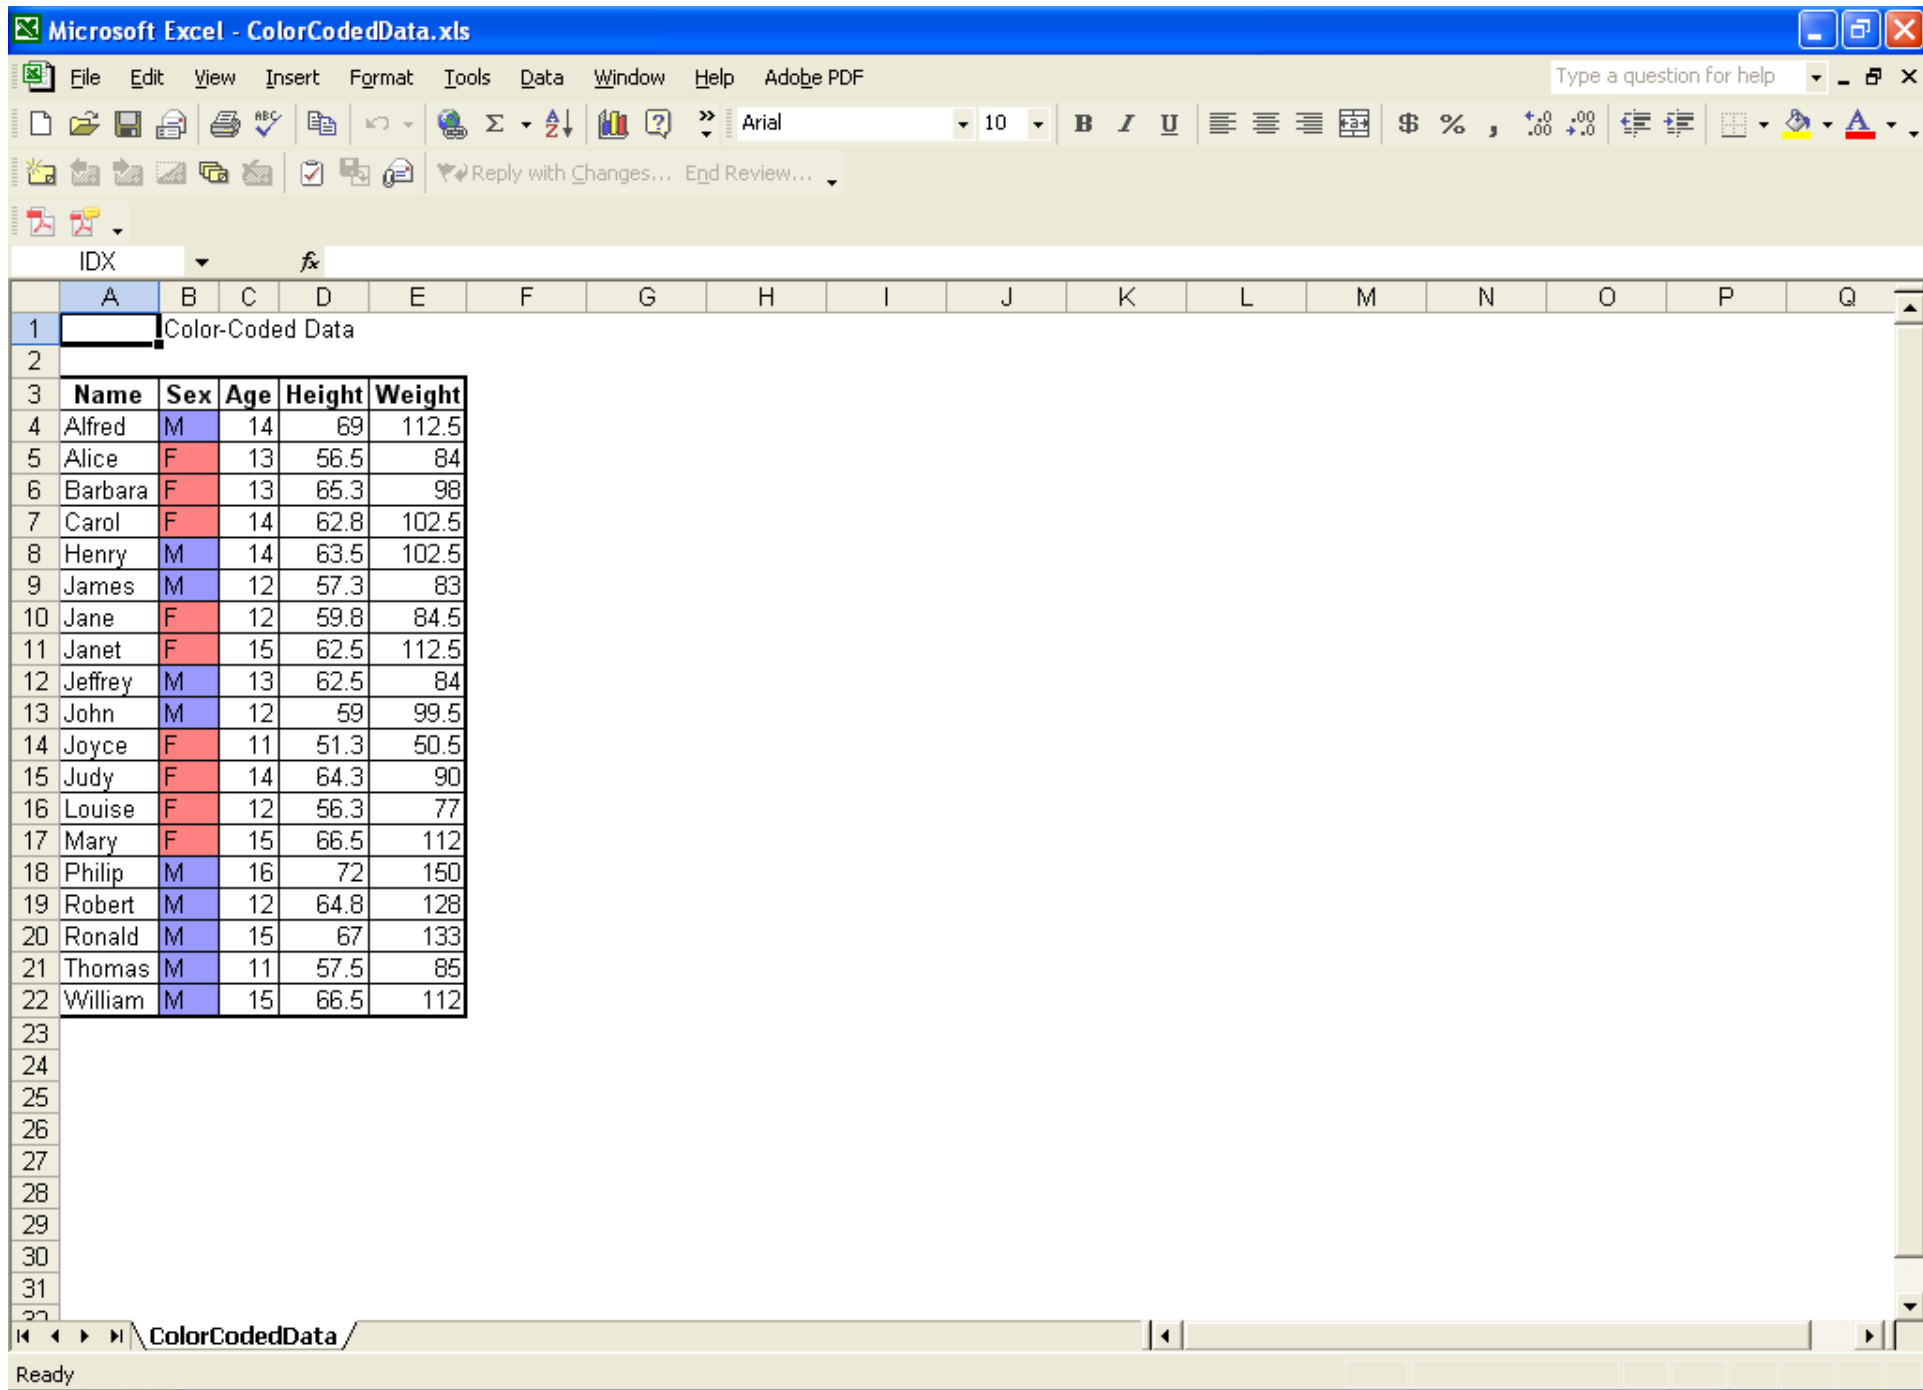 Microsoft Excel - ColorCodedData.xls
File Edit View Insert Format Tools Data Window Help Adobe PDF Type a question for help
Arial 10 B I U $ % ,
Reply with Changes... End Review...
IDX fx
A B C D E F G H I J K L M N O P Q
1 Color-Coded Data
2
3 Name Sex Age Height Weight
4 Alfred M 14 69 112.5
5 Alice F 13 56.5 84
6 Barbara F 13 65.3 98
7 Carol F 14 62.8 102.5
8 Henry M 14 63.5 102.5
9 James M 12 57.3 83
10 Jane F 12 59.8 84.5
11 Janet F 15 62.5 112.5
12 Jeffrey M 13 62.5 84
13 John M 12 59 99.5
14 Joyce F 11 51.3 50.5
15 Judy F 14 64.3 90
16 Louise F 12 56.3 77
17 Mary F 15 66.5 112
18 Philip M 16 72 150
19 Robert M 12 64.8 128
20 Ronald M 15 67 133
21 Thomas M 11 57.5 85
22 William M 15 66.5 112
23
24
25
26
27
28
29
30
31
ColorCodedData
Ready